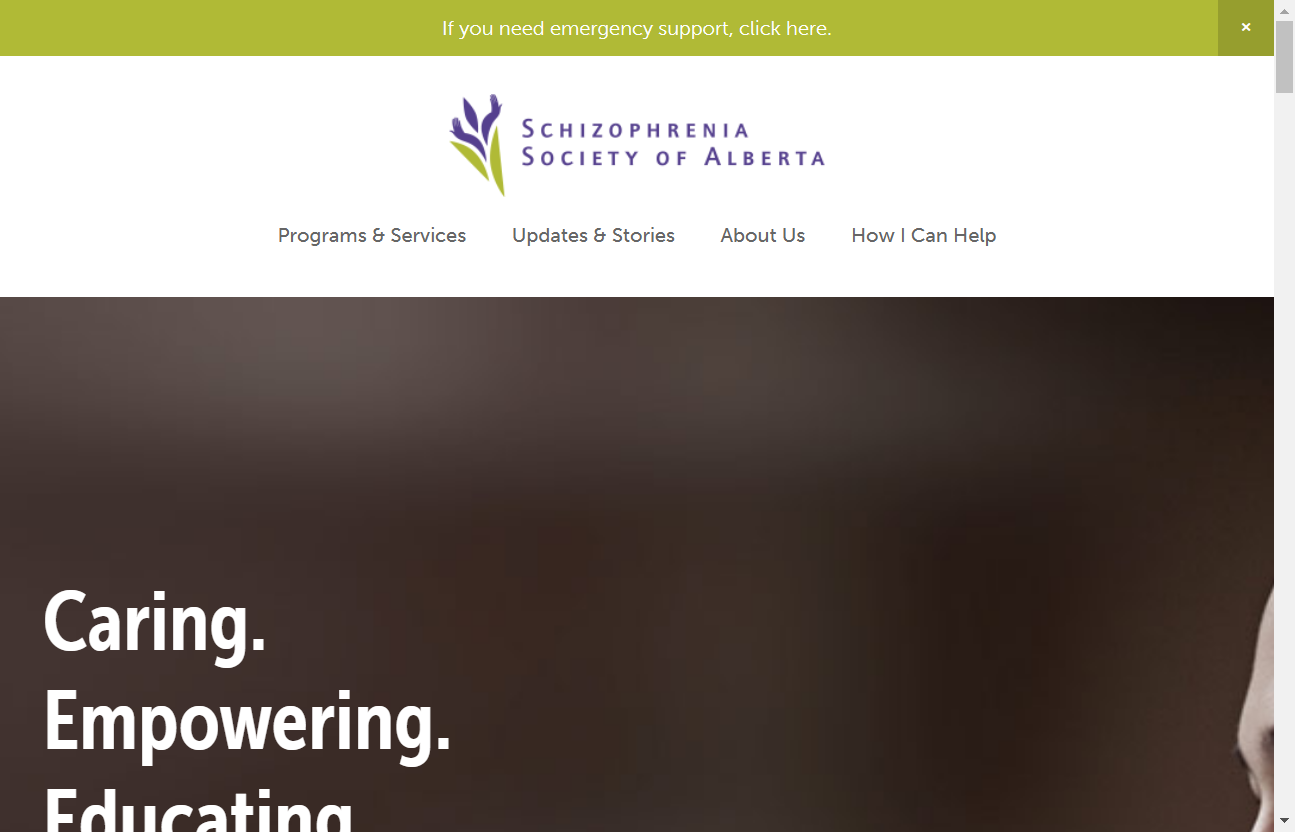 If you need emergency support, click here.
×
SCHIZOPHRENIA
SOCIETY OF ALBERTA
Programs & Services
Updates & Stories
About Us
How I Can Help
Caring.
Empowering.
Educating